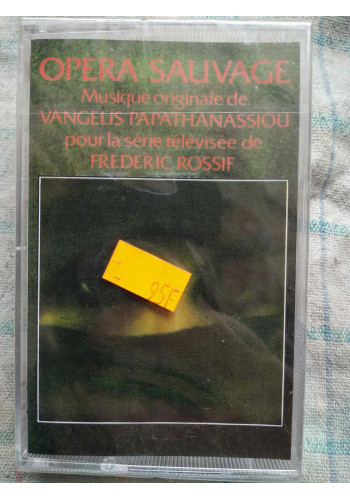 OPERA SAUVAGE
Musique originale de
VANGELIS PAPATHANASSIOU
pour la série télévisée de
FREDERIC ROSSIF
95F